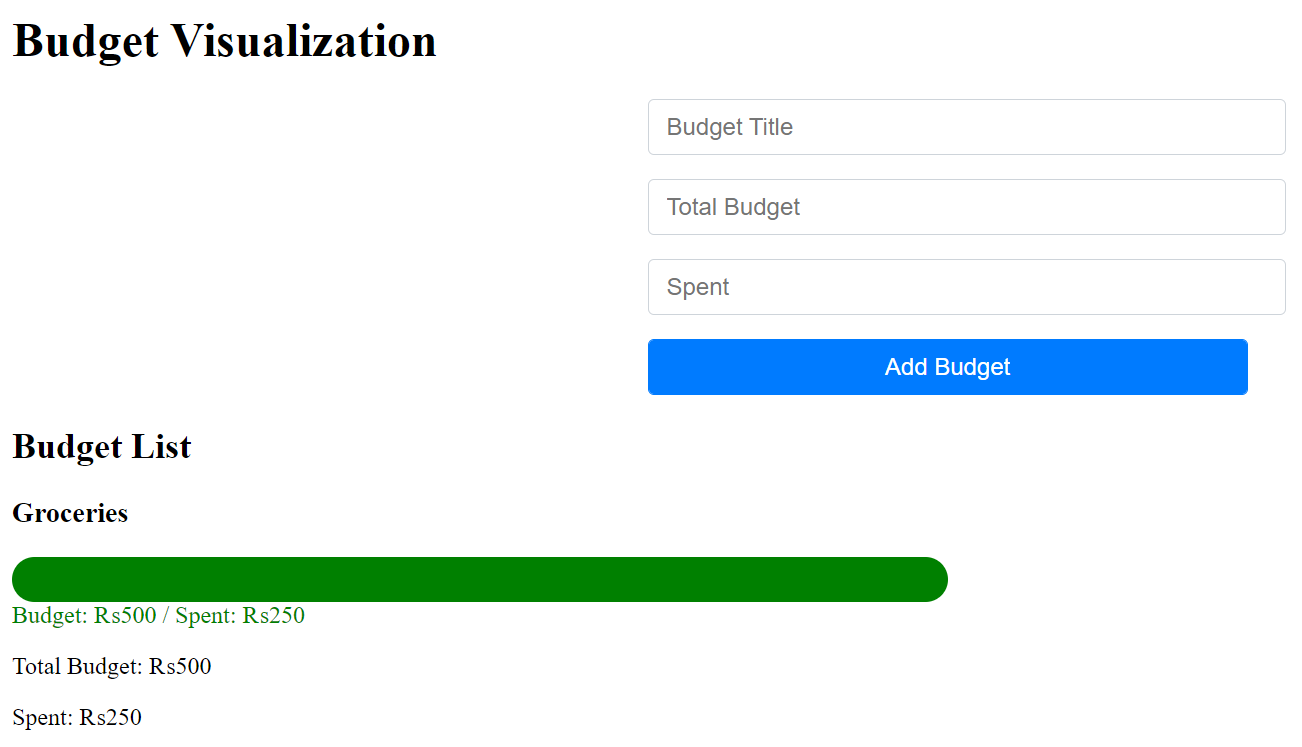 Budget Visualization
Budget Title
Total Budget
Spent
Add Budget
Budget List
Groceries
Budget: Rs500 / Spent: Rs250
Total Budget: Rs500
Spent: Rs250